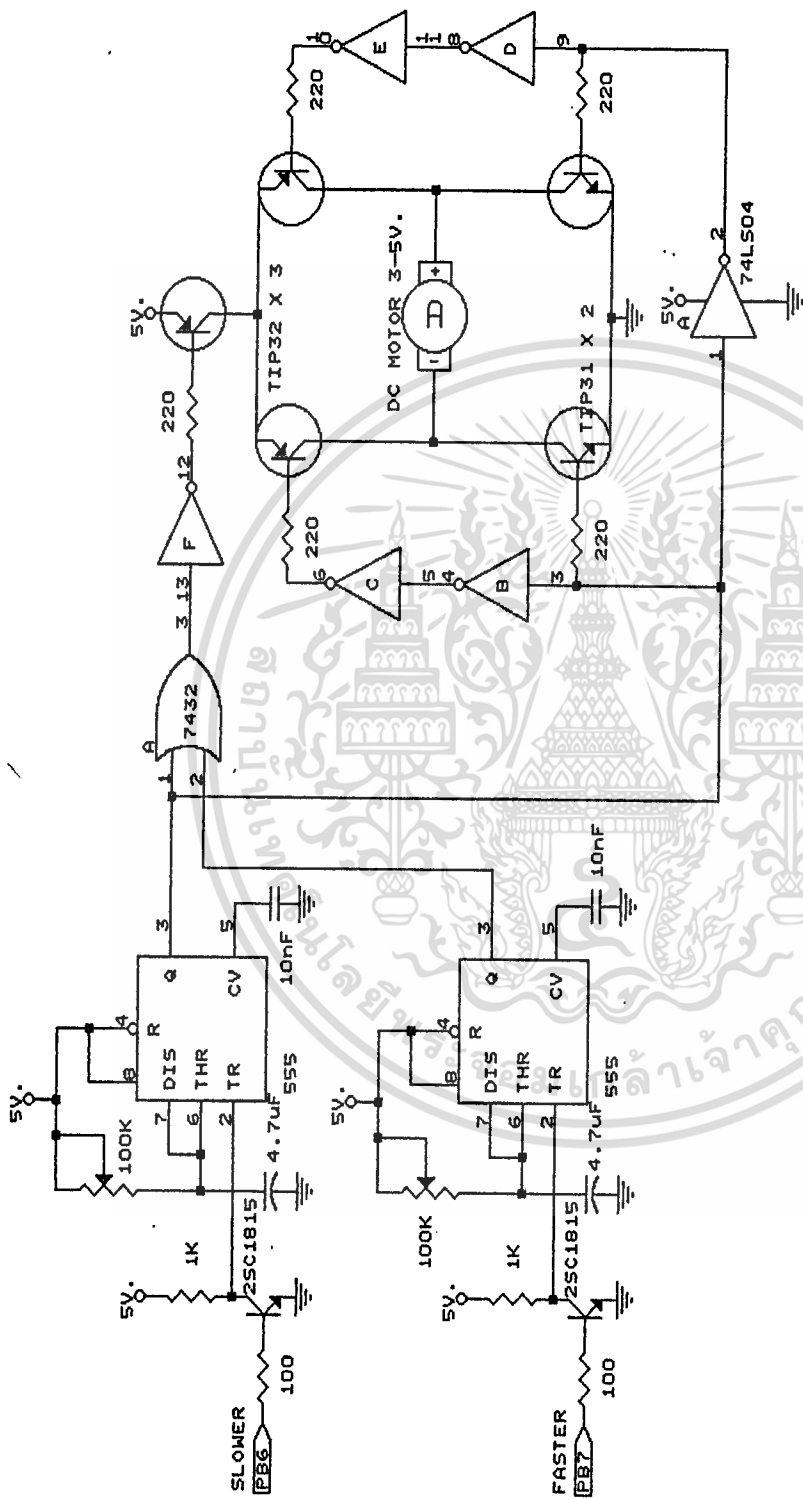 SLOWER
PB6
100
5V.
1K
2SC1815
5V.
100K
4.7uF
8
4
R
7
DIS
6
THR
2
TR
Q
3
CV
5
555
10nF
FASTER
PB7
100
5V.
1K
2SC1815
5V.
100K
4.7uF
8
4
R
7
DIS
6
THR
2
TR
Q
3
CV
5
555
10nF
A
1
2
7432
3
13
F
12
220
5V.
TIP32 X 3
220
6
C
5
4
B
3
220
DC MOTOR 3-5V.
-
A
+
TIP31 X 2
220
10
E
11
8
D
9
220
1
5V.
A
2
74LS04